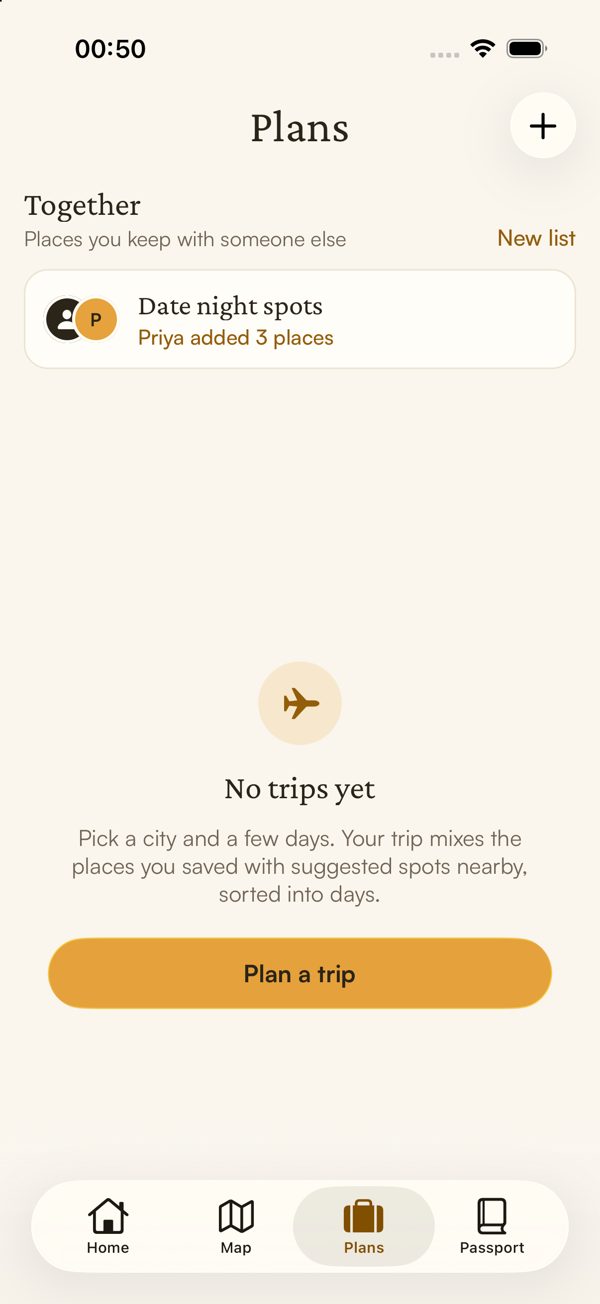 00:50
Plans
Together
Places you keep with someone else
New list
P
Date night spots
Priya added 3 places
No trips yet
Pick a city and a few days. Your trip mixes the
places you saved with suggested spots nearby,
sorted into days.
Plan a trip
Home
Map
Plans
Passport